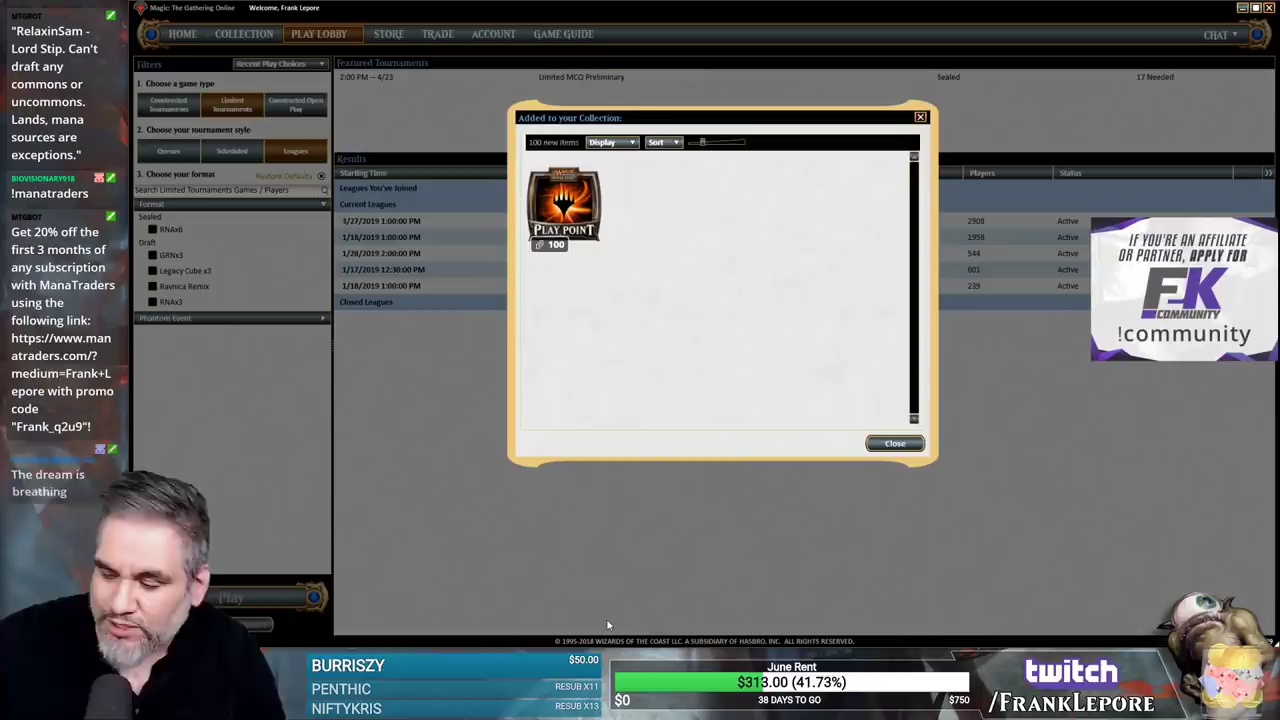 MTGBOT
"RelaxinSam -
Lord Stip. Can't
draft any
commons or
uncommons.
Lands, mana
sources are
exceptions."
BIOVISIONARY918
!manatraders
MTGBOT
Get 20% off the
first 3 months of
any subscription
with ManaTraders
using the
following link:
https://www.man
atraders.com/?
medium=Frank+L
epore with promo
code
"Frank_q2u9"!
The dream is
breathing
Magic: The Gathering Online Welcome, Frank Lepore
HOME COLLECTION PLAY LOBBY STORE TRADE ACCOUNT GAME GUIDE CHAT
Filters Recent Play Choices
1. Choose a game type
Constructed Tournaments
Limited Tournaments
Constructed Open Play
2. Choose your tournament style
Queues Scheduled Leagues
3. Choose your format Restore Defaults
Search Limited Tournaments Games / Players
Format
Sealed
RNAx6
Draft
GRNx3
Legacy Cube x3
Ravnica Remix
RNAx3
Phantom Event
Play
Featured Tournaments
2:00 PM -- 4/23 Limited MCQ Preliminary Sealed 17 Needed
Results
Starting Time Players Status
Leagues You've Joined
Current Leagues
3/27/2019 1:00:00 PM 2908 Active
1/18/2019 1:00:00 PM 1958 Active
1/28/2019 2:00:00 PM 544 Active
1/17/2019 12:30:00 PM 601 Active
1/18/2019 1:00:00 PM 239 Active
Closed Leagues
Added to your Collection:
100 new items Display Sort
PLAY POINT
100
Close
IF YOU'RE AN AFFILIATE
OR PARTNER, APPLY FOR
COMMUNITY
!community
© 1995-2018 WIZARDS OF THE COAST LLC. A SUBSIDIARY OF HASBRO, INC. ALL RIGHTS RESERVED.
BURRISZY $50.00
PENTHIC RESUB X11
NIFTYKRIS RESUB X13
June Rent
$313.00 (41.73%)
$0 38 DAYS TO GO $750
twitch
/FRANKLEPORE